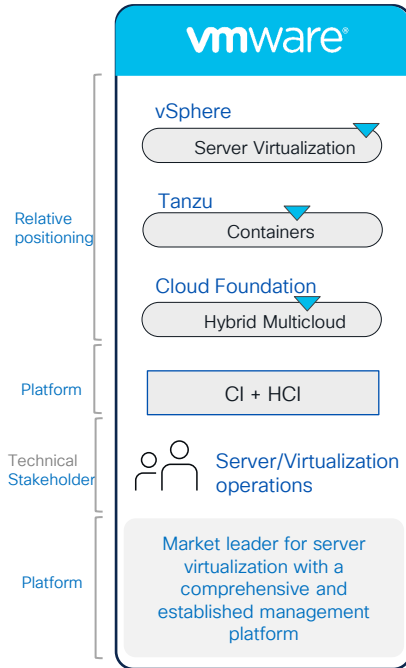 vmware®
vSphere
Server Virtualization
Tanzu
Containers
Relative
positioning
Cloud Foundation
Hybrid Multicloud
Platform
CI + HCI
Technical
Stakeholder
Server/Virtualization
operations
Platform
Market leader for server
virtualization with a
comprehensive and
established management
platform